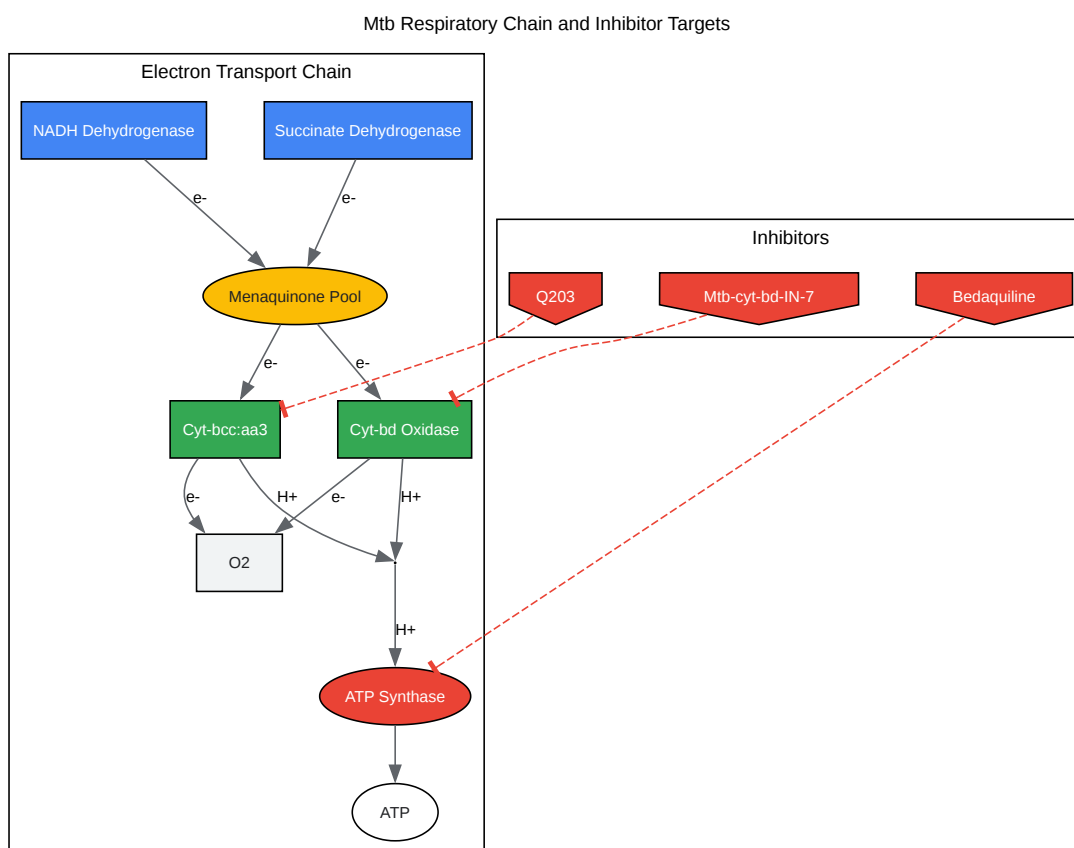 Mtb Respiratory Chain and Inhibitor Targets
Electron Transport Chain
NADH Dehydrogenase
Succinate Dehydrogenase
e-
e-
Inhibitors
Q203
Mtb-cyt-bd-IN-7
Bedaquiline
Menaquinone Pool
e-
e-
Cyt-bcc:aa3
Cyt-bd Oxidase
e-
H+
e-
H+
O2
H+
ATP Synthase
ATP